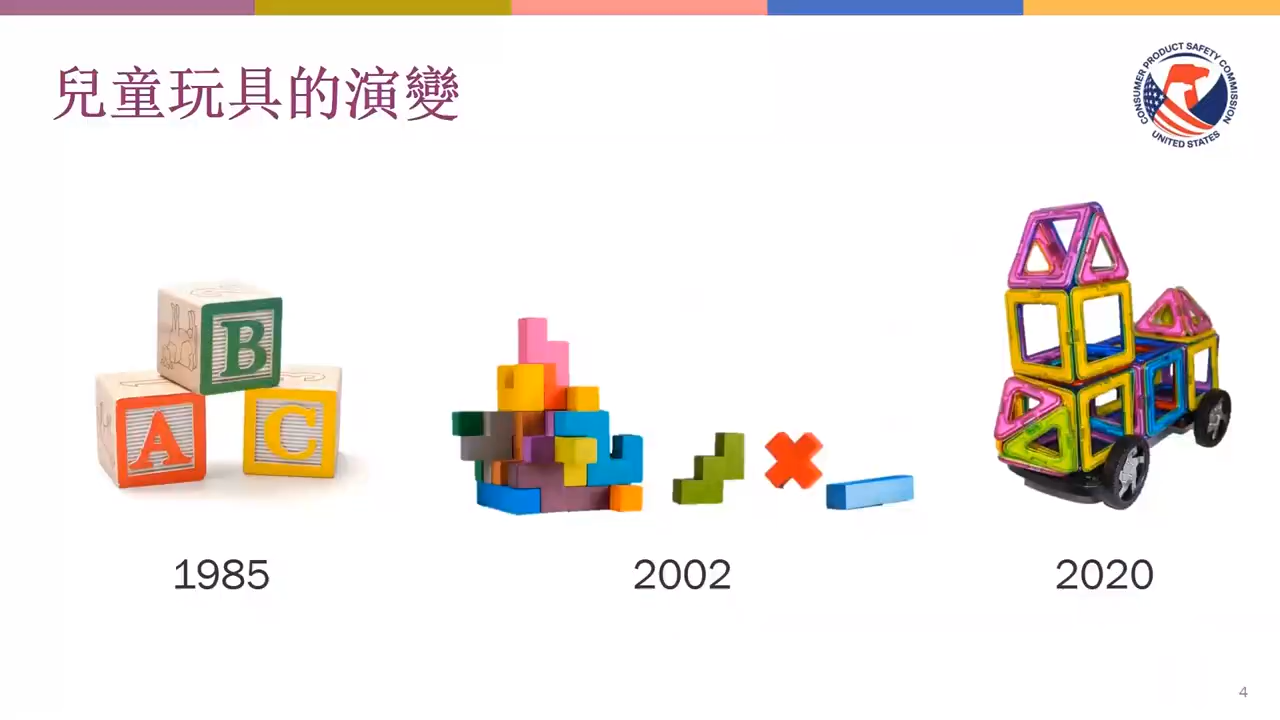 兒童玩具的演變
CONSUMER PRODUCT SAFETY COMMISSION
UNITED STATES
B
A
C
1985
2002
2020
4